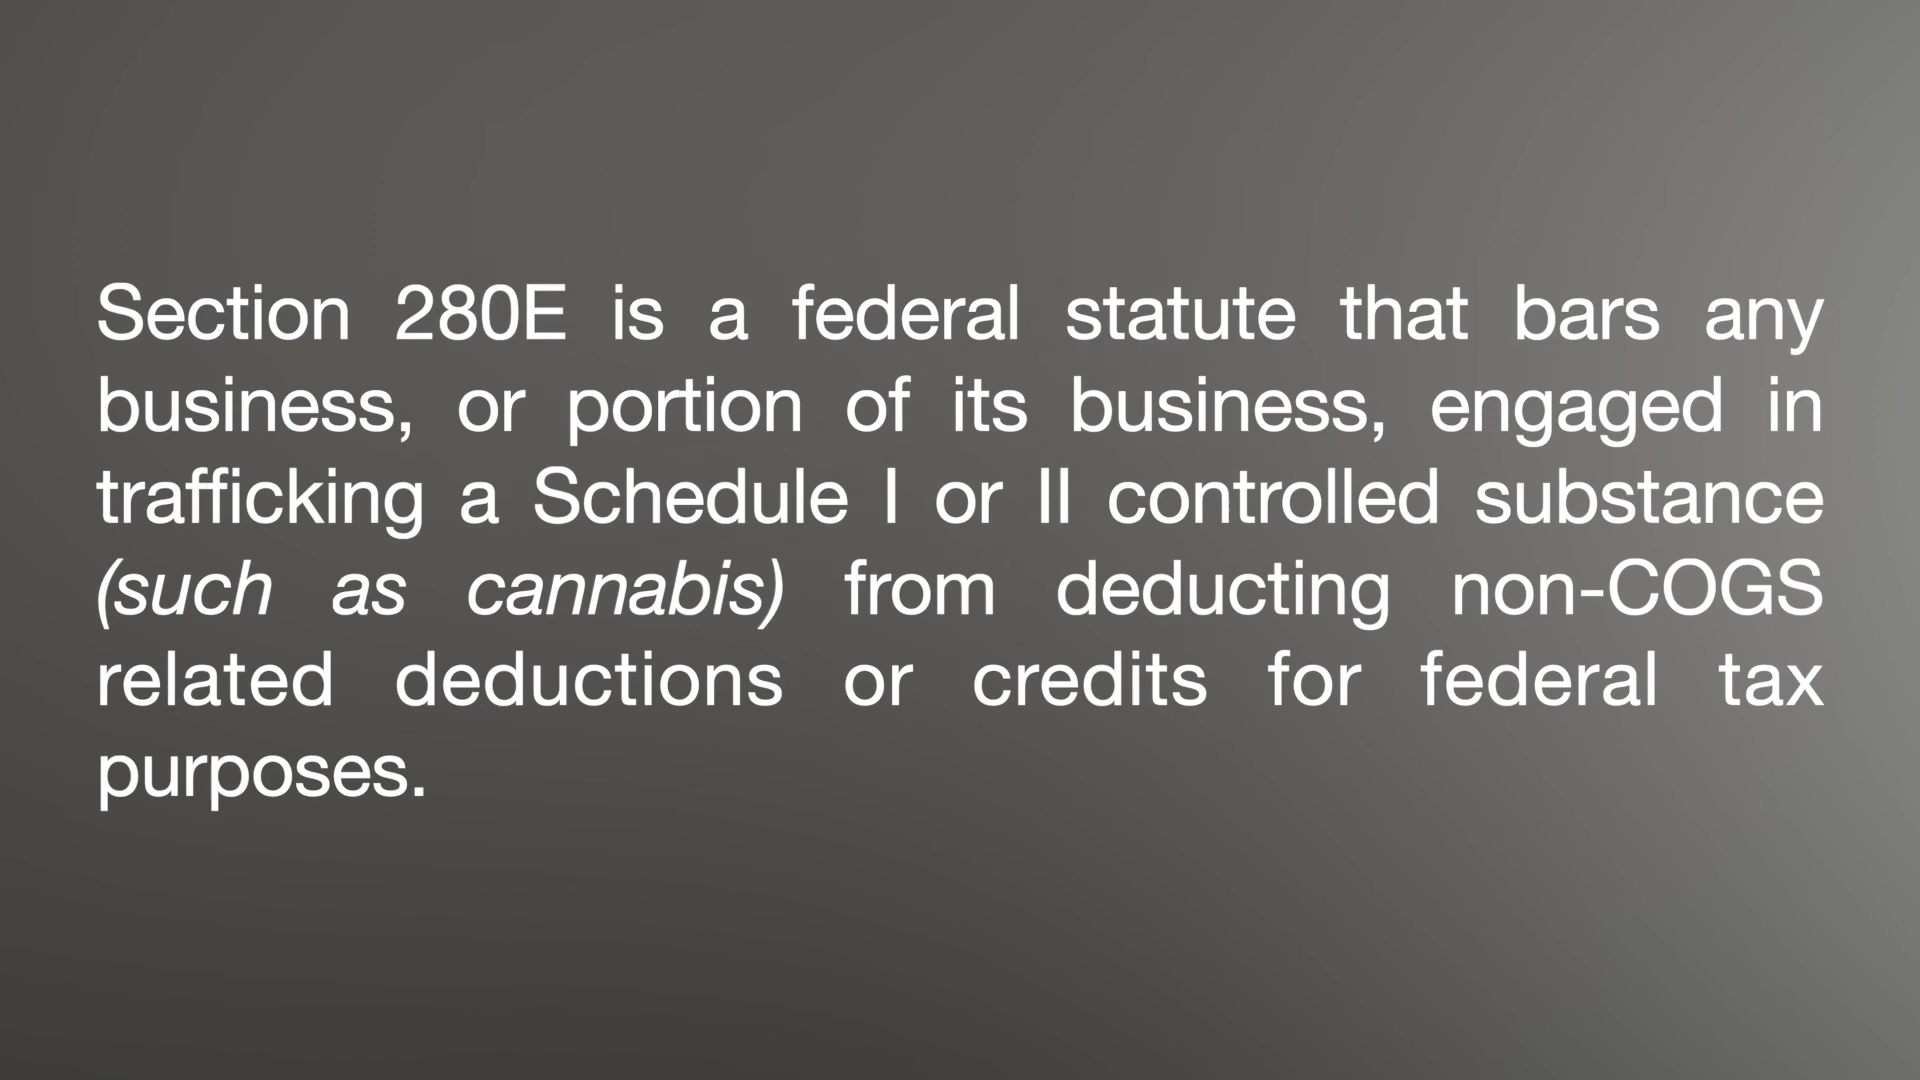 Section 280E is a federal statute that bars any
business, or portion of its business, engaged in
trafficking a Schedule I or II controlled substance
(such as cannabis) from deducting non-COGS
related deductions or credits for federal tax
purposes.